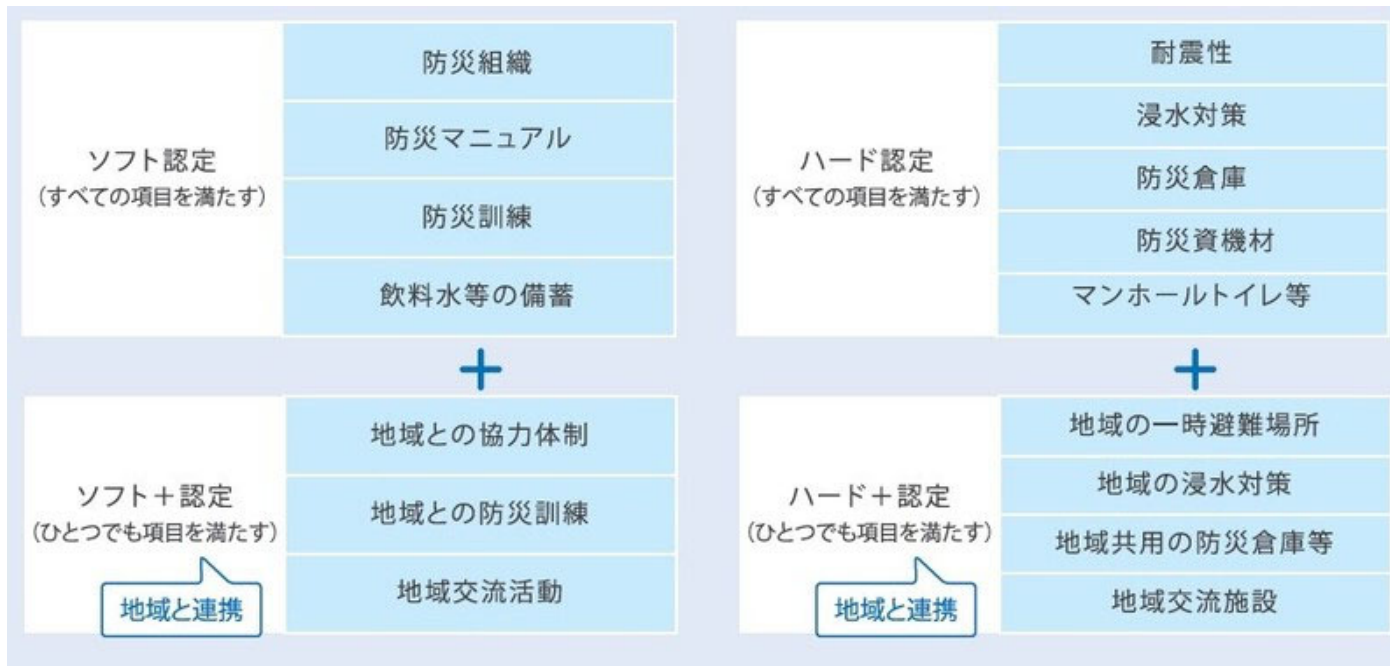 ソフト認定
(すべての項目を満たす)
防災組織
防災マニュアル
防災訓練
飲料水等の備蓄
+
ソフト+認定
(ひとつでも項目を満たす)
地域と連携
地域との協力体制
地域との防災訓練
地域交流活動
ハード認定
(すべての項目を満たす)
耐震性
浸水対策
防災倉庫
防災資機材
マンホールトイレ等
+
ハード+認定
(ひとつでも項目を満たす)
地域と連携
地域の一時避難場所
地域の浸水対策
地域共用の防災倉庫等
地域交流施設